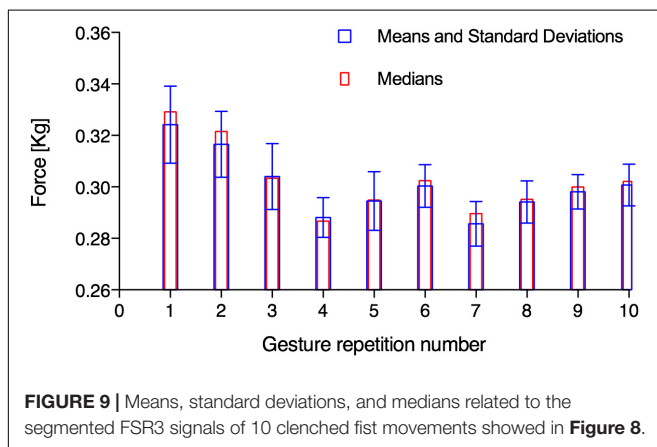 0.36
0.34
0.32
0.30
0.28
0.26
Force [Kg]
Means and Standard Deviations
Medians
0 1 2 3 4 5 6 7 8 9 10
Gesture repetition number
FIGURE 9 | Means, standard deviations, and medians related to the
segmented FSR3 signals of 10 clenched fist movements showed in Figure 8.